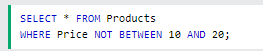 SELECT * FROM Products
WHERE Price NOT BETWEEN 10 AND 20;